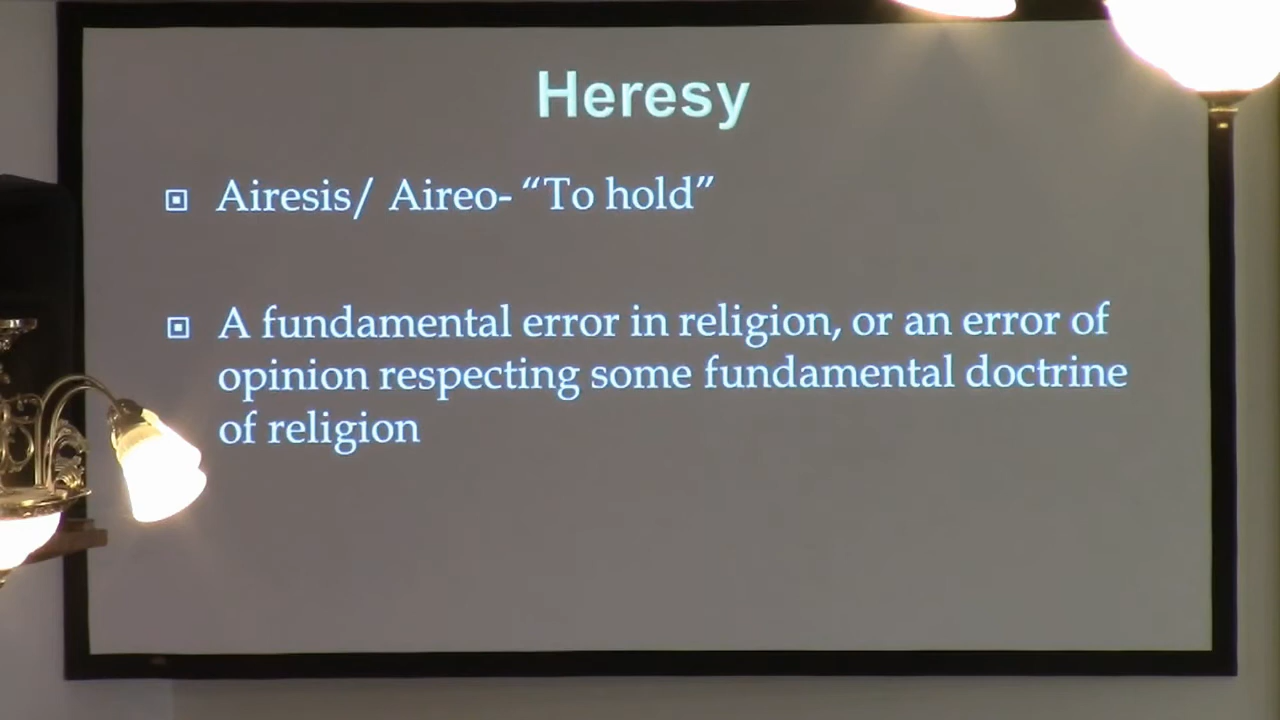 Heresy
Airesis/ Aireo- “To hold”
A fundamental error in religion, or an error of
opinion respecting some fundamental doctrine
of religion